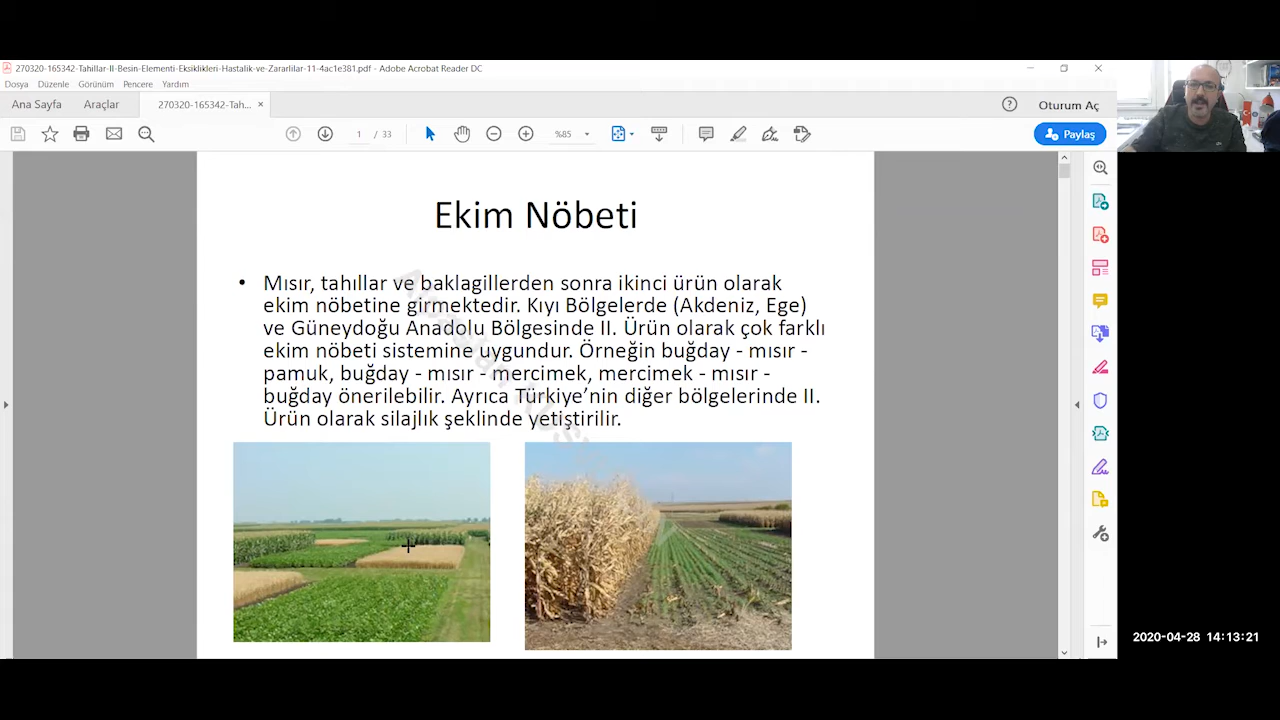 270320-165342-Tahillar-II-Besin-Elementi-Eksiklikleri-Hastalik-ve-Zararlilar-11-4ac1e381.pdf - Adobe Acrobat Reader DC
Dosya Düzenle Görünüm Pencere Yardım
Ana Sayfa Araçlar 270320-165342-Tah... Oturum Aç
1 / 33 %85 Paylaş
Ekim Nöbeti
• Mısır, tahıllar ve baklagillerden sonra ikinci ürün olarak
ekim nöbetine girmektedir. Kıyı Bölgelerde (Akdeniz, Ege)
ve Güneydoğu Anadolu Bölgesinde II. Ürün olarak çok farklı
ekim nöbeti sistemine uygundur. Örneğin buğday - mısır -
pamuk, buğday - mısır - mercimek, mercimek - mısır -
buğday önerilebilir. Ayrıca Türkiye’nin diğer bölgelerinde II.
Ürün olarak silajlık şeklinde yetiştirilir.
2020-04-28 14:13:21